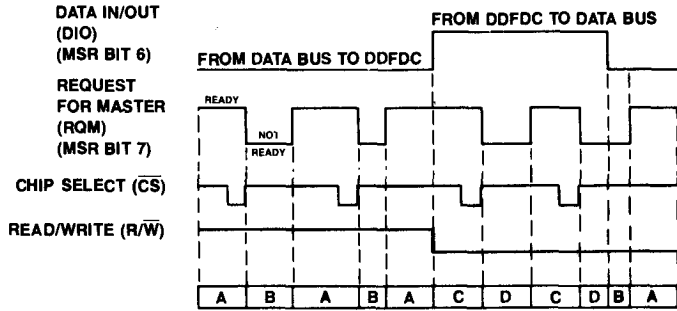 DATA IN/OUT
(DIO)
(MSR BIT 6)
FROM DATA BUS TO DDFDC
FROM DDFDC TO DATA BUS
REQUEST
FOR MASTER
(RQM)
(MSR BIT 7)
READY
NOT
READY
CHIP SELECT (C̅S̅)
READ/WRITE (R/W̅)
A B A B A C D C D B A